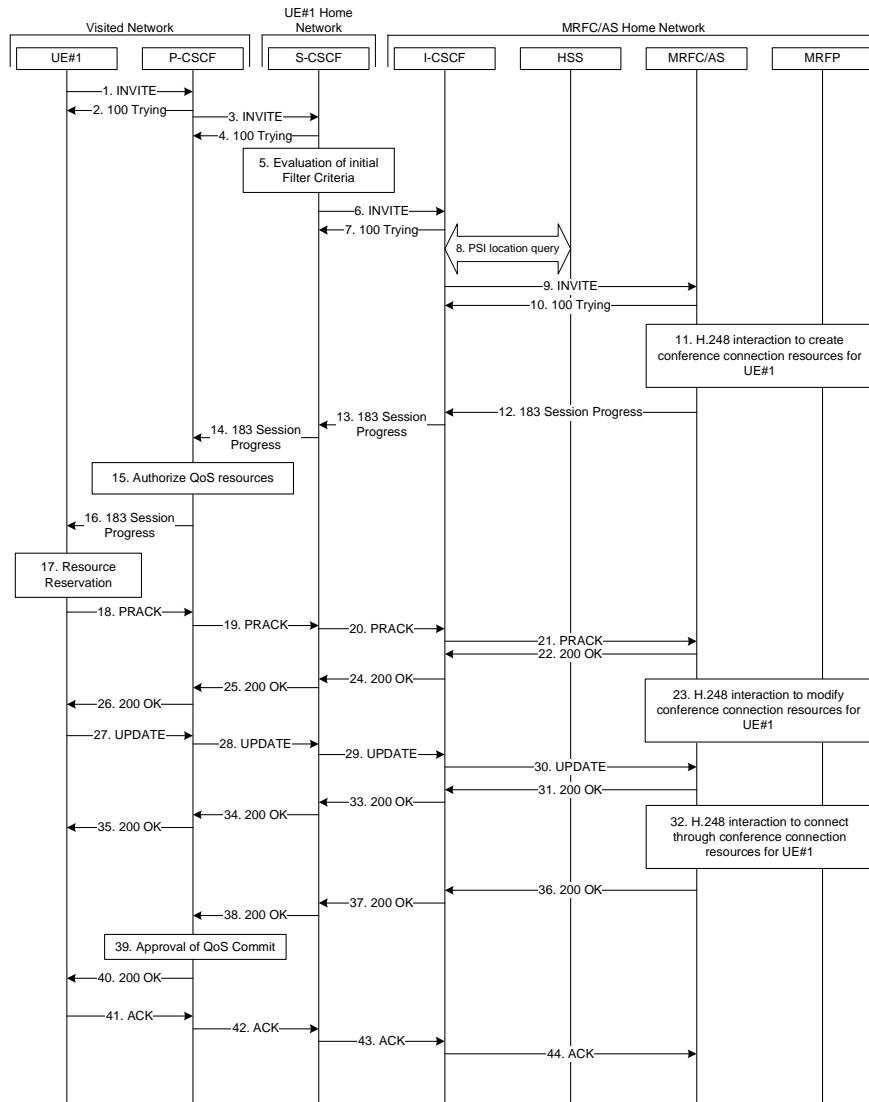 UE#1 Home
Network
Visited Network
MRFC/AS Home Network
UE#1
P-CSCF
S-CSCF
I-CSCF
HSS
MRFC/AS
MRFP
1. INVITE
2. 100 Trying
3. INVITE
4. 100 Trying
5. Evaluation of initial
Filter Criteria
6. INVITE
7. 100 Trying
8. PSI location query
9. INVITE
10. 100 Trying
11. H.248 interaction to create
conference connection resources for
UE#1
12. 183 Session Progress
13. 183 Session
Progress
14. 183 Session
Progress
15. Authorize QoS resources
16. 183 Session
Progress
17. Resource
Reservation
18. PRACK
19. PRACK
20. PRACK
21. PRACK
22. 200 OK
23. H.248 interaction to modify
conference connection resources for
UE#1
24. 200 OK
25. 200 OK
26. 200 OK
27. UPDATE
28. UPDATE
29. UPDATE
30. UPDATE
31. 200 OK
32. H.248 interaction to connect
through conference connection
resources for UE#1
33. 200 OK
34. 200 OK
35. 200 OK
36. 200 OK
37. 200 OK
38. 200 OK
39. Approval of QoS Commit
40. 200 OK
41. ACK
42. ACK
43. ACK
44. ACK